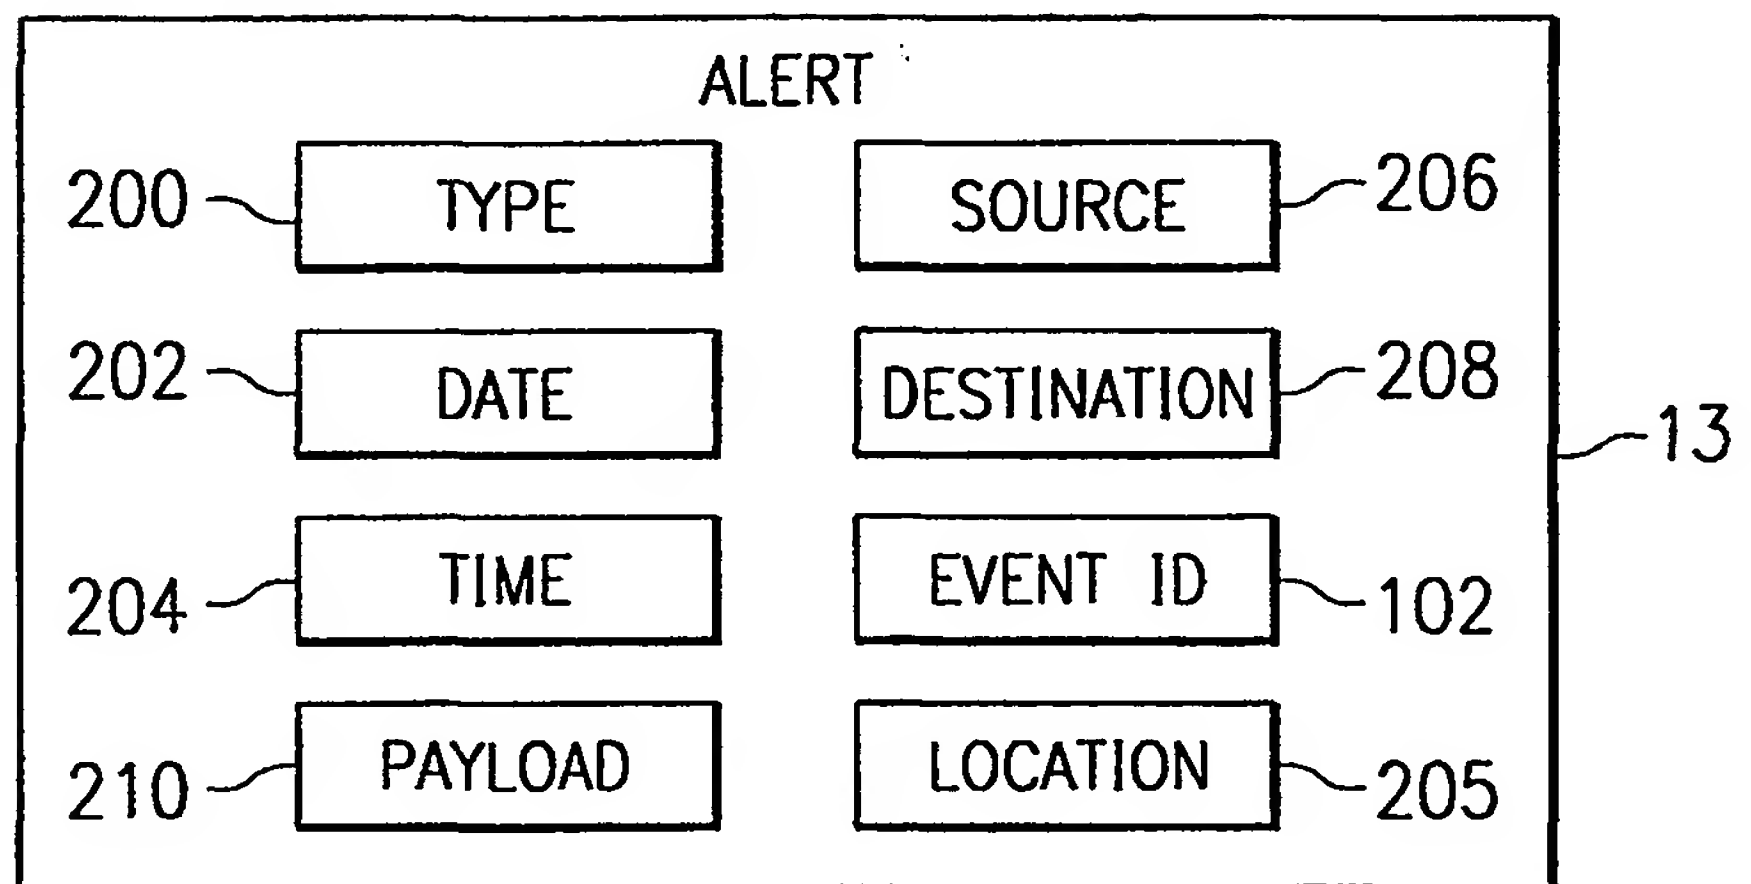 ALERT
200 TYPE SOURCE 206
202 DATE DESTINATION 208
13
204 TIME EVENT ID 102
210 PAYLOAD LOCATION 205